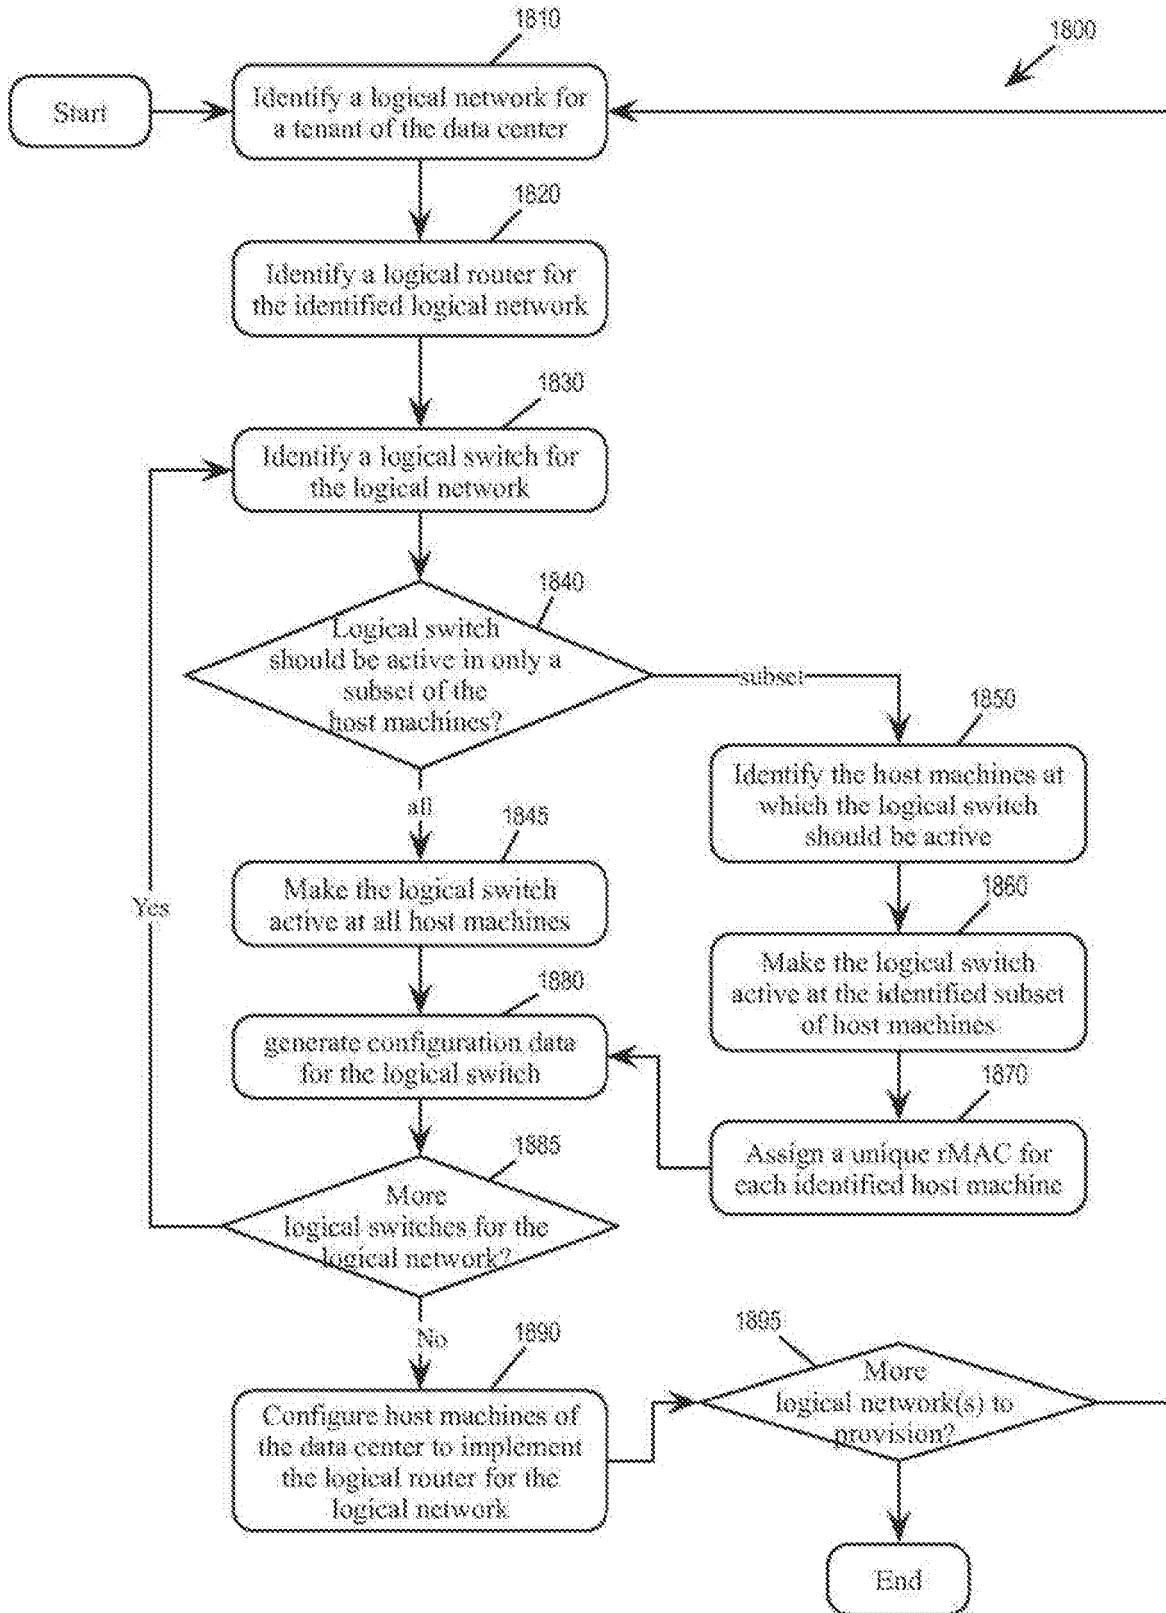 1810
1800
Start
Identify a logical network for
a tenant of the data center
1820
Identify a logical router for
the identified logical network
1830
Identify a logical switch for
the logical network
1840
Logical switch
should be active in only a
subset of the
host machines?
subset
1850
Identify the host machines at
which the logical switch
should be active
all
1845
Make the logical switch
active at all host machines
Yes
1860
Make the logical switch
active at the identified subset
of host machines
1880
generate configuration data
for the logical switch
1870
Assign a unique rMAC for
each identified host machine
1885
More
logical switches for the
logical network?
No
1890
Configure host machines of
the data center to implement
the logical router for the
logical network
1895
More
logical network(s) to
provision?
End